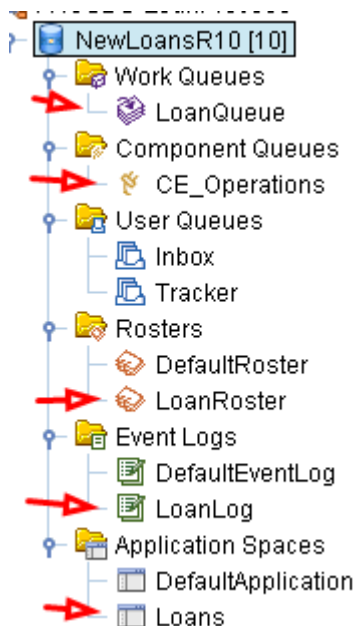 NewLoansR10 [10]
Work Queues
LoanQueue
Component Queues
CE_Operations
User Queues
Inbox
Tracker
Rosters
DefaultRoster
LoanRoster
Event Logs
DefaultEventLog
LoanLog
Application Spaces
DefaultApplication
Loans